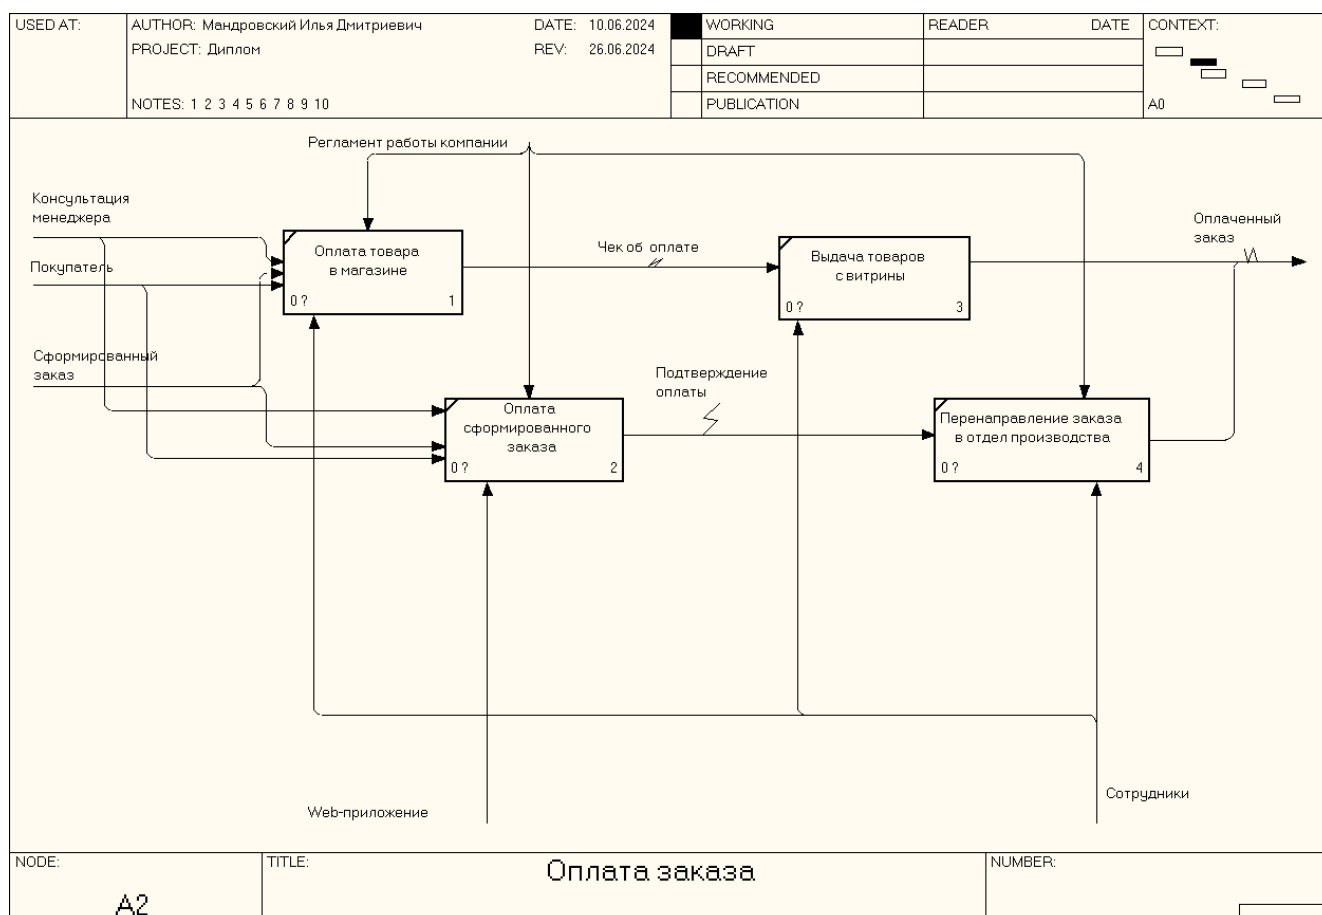 USED AT:
AUTHOR: Мандровский Илья Дмитриевич
DATE: 10.06.2024
WORKING
READER
DATE
CONTEXT:
PROJECT: Диплом
REV: 26.06.2024
DRAFT
RECOMMENDED
NOTES: 1 2 3 4 5 6 7 8 9 10
PUBLICATION
A0
Регламент работы компании
Консультация
менеджера
Оплаченный
заказ
Оплата товара
в магазине
0 ?
1
Чек об оплате
Выдача товаров
с витрины
0 ?
3
Покупатель
Сформированный
заказ
Подтверждение
оплаты
Оплата
сформированного
заказа
0 ?
2
Перенаправление заказа
в отдел производства
0 ?
4
Сотрудники
Web-приложение
NODE:
TITLE:
Оплата заказа
NUMBER:
A2